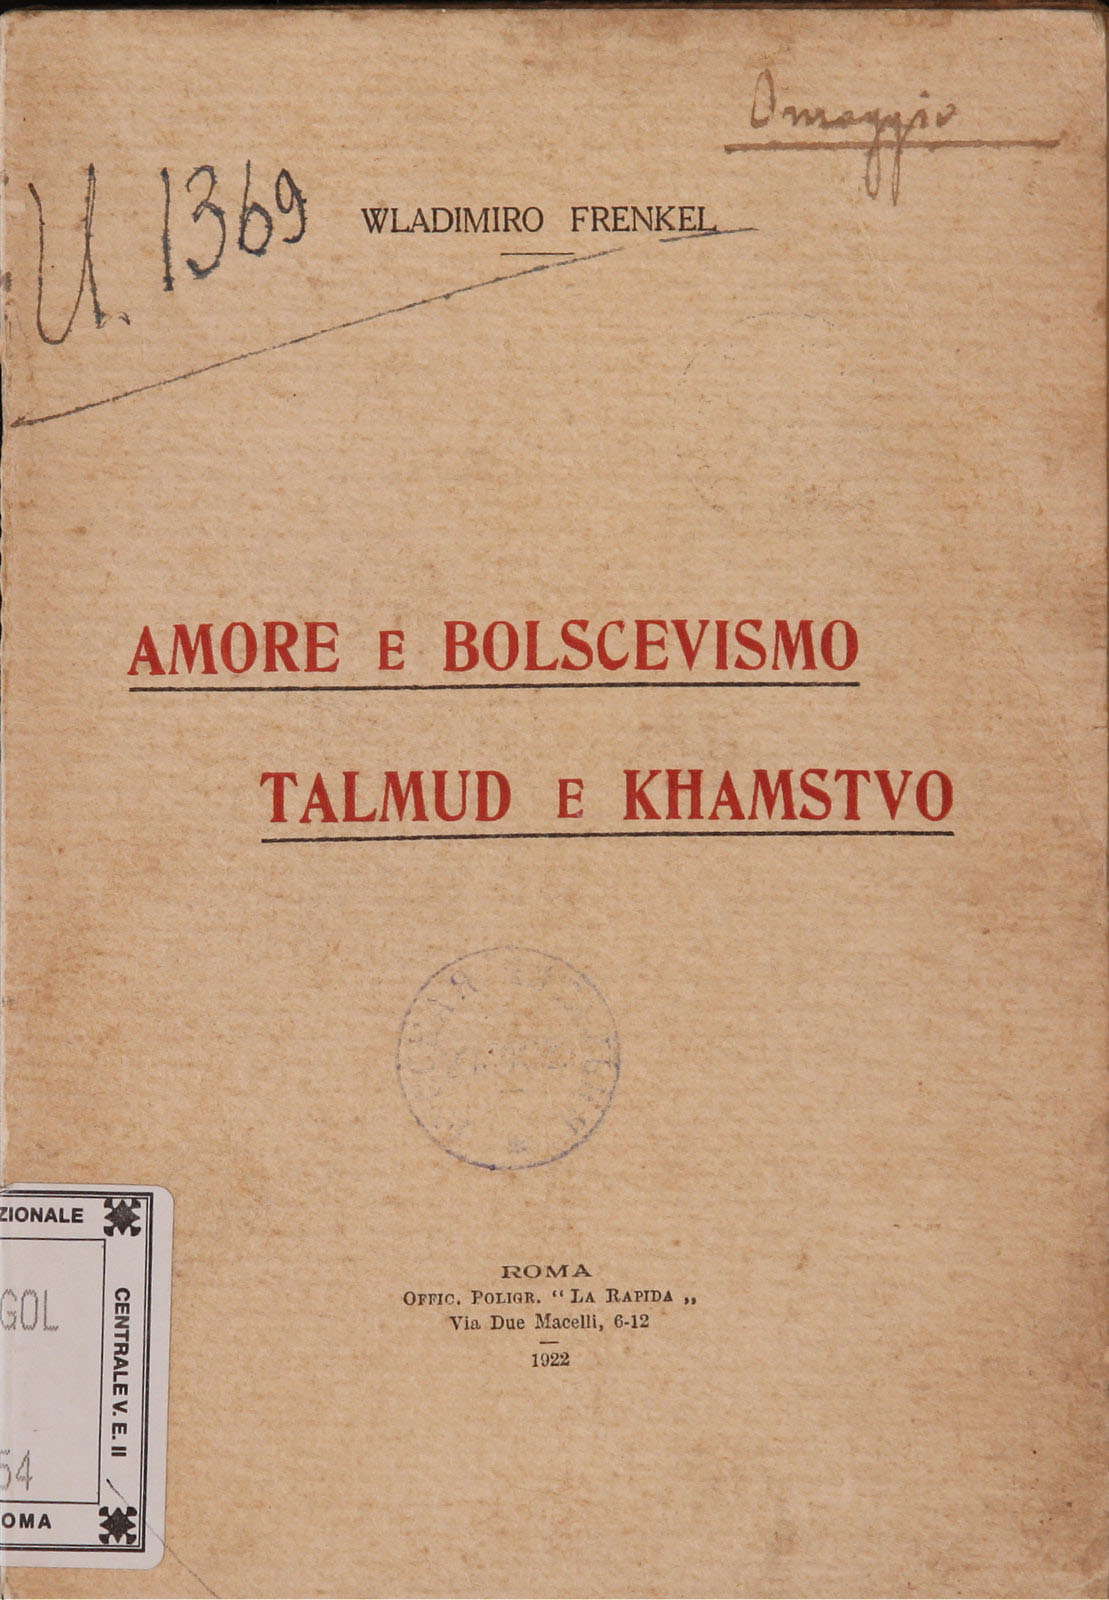 Omaggio
U. 1369
WLADIMIRO FRENKEL
AMORE E BOLSCEVISMO
TALMUD E KHAMSTVO
ROMA
OFFIC. POLIGR. “ LA RAPIDA „
Via Due Macelli, 6-12
1922
ZIONALE
CENTRALE V. E. II
GOL
54
OMA